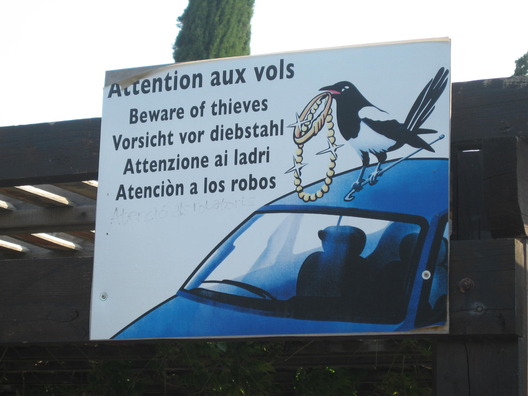 Attention aux vols
Beware of thieves
Vorsicht vor diebstahl
Attenzione ai ladri
Atenciòn a los robos